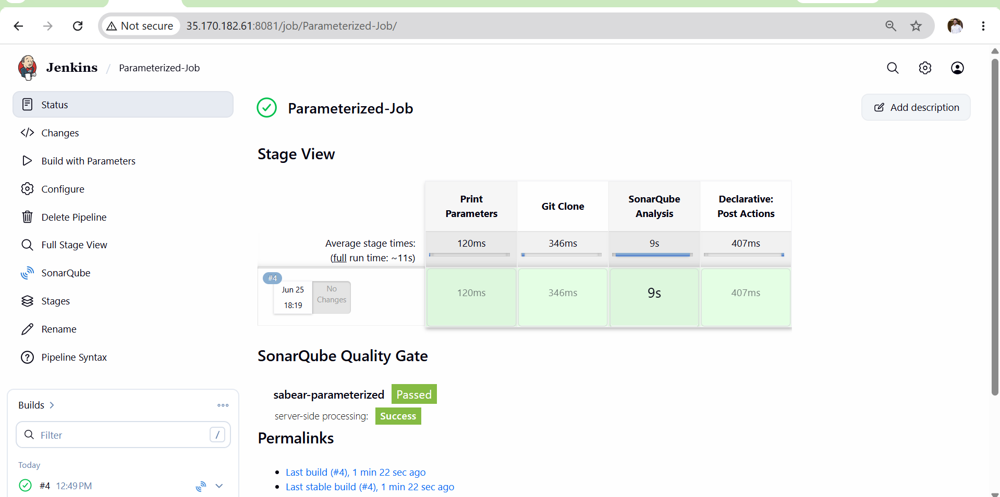 Not secure
35.170.182.61:8081/job/Parameterized-Job/
Jenkins / Parameterized-Job
Status
Changes
Build with Parameters
Configure
Delete Pipeline
Full Stage View
SonarQube
Stages
Rename
Pipeline Syntax
Builds
Filter /
Today
#4 12:49 PM
Parameterized-Job
Add description
Stage View
Print
Parameters
Git Clone
SonarQube
Analysis
Declarative:
Post Actions
Average stage times: 120ms 346ms 9s 407ms
(full run time: ~11s)
#4
Jun 25
18:19
No
Changes
120ms 346ms 9s 407ms
SonarQube Quality Gate
sabear-parameterized Passed
server-side processing: Success
Permalinks
Last build (#4), 1 min 22 sec ago
Last stable build (#4), 1 min 22 sec ago